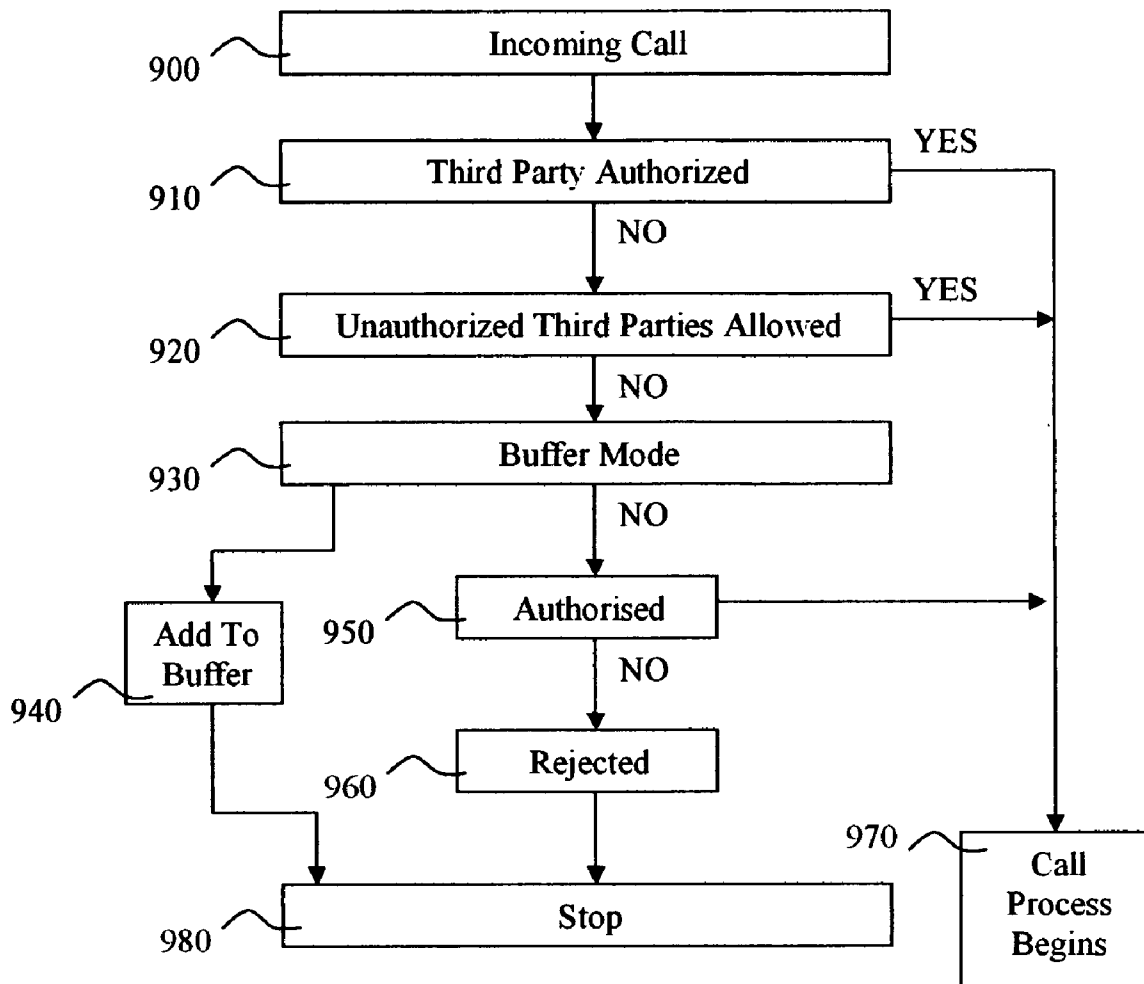 Incoming Call
900
Third Party Authorized
YES
910
NO
Unauthorized Third Parties Allowed
YES
920
NO
Buffer Mode
930
NO
Add To
Buffer
940
Authorised
950
NO
Rejected
960
970
Call
Process
Begins
Stop
980